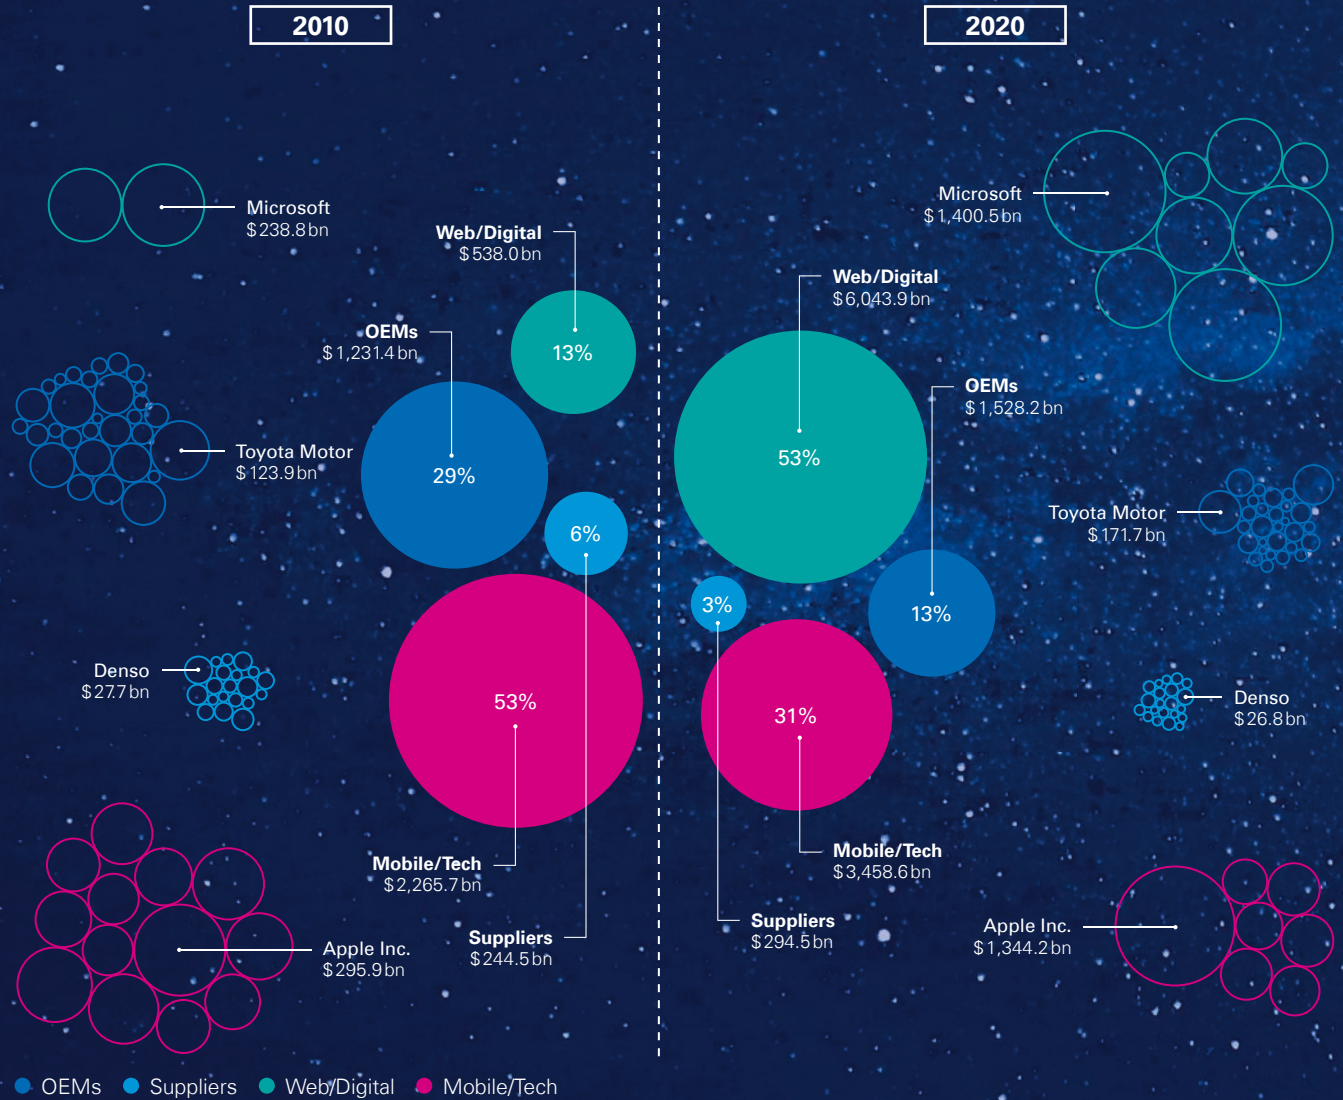 2010
2020
Microsoft
$238.8bn
Web/Digital
$538.0bn
13%
OEMs
$1,231.4bn
29%
Toyota Motor
$123.9bn
6%
Denso
$27.7bn
53%
Mobile/Tech
$2,265.7bn
Suppliers
$244.5bn
Apple Inc.
$295.9bn
Microsoft
$1,400.5bn
Web/Digital
$6,043.9bn
53%
OEMs
$1,528.2bn
13%
Toyota Motor
$171.7bn
3%
Denso
$26.8bn
31%
Mobile/Tech
$3,458.6bn
Suppliers
$294.5bn
Apple Inc.
$1,344.2bn
OEMs
Suppliers
Web/Digital
Mobile/Tech